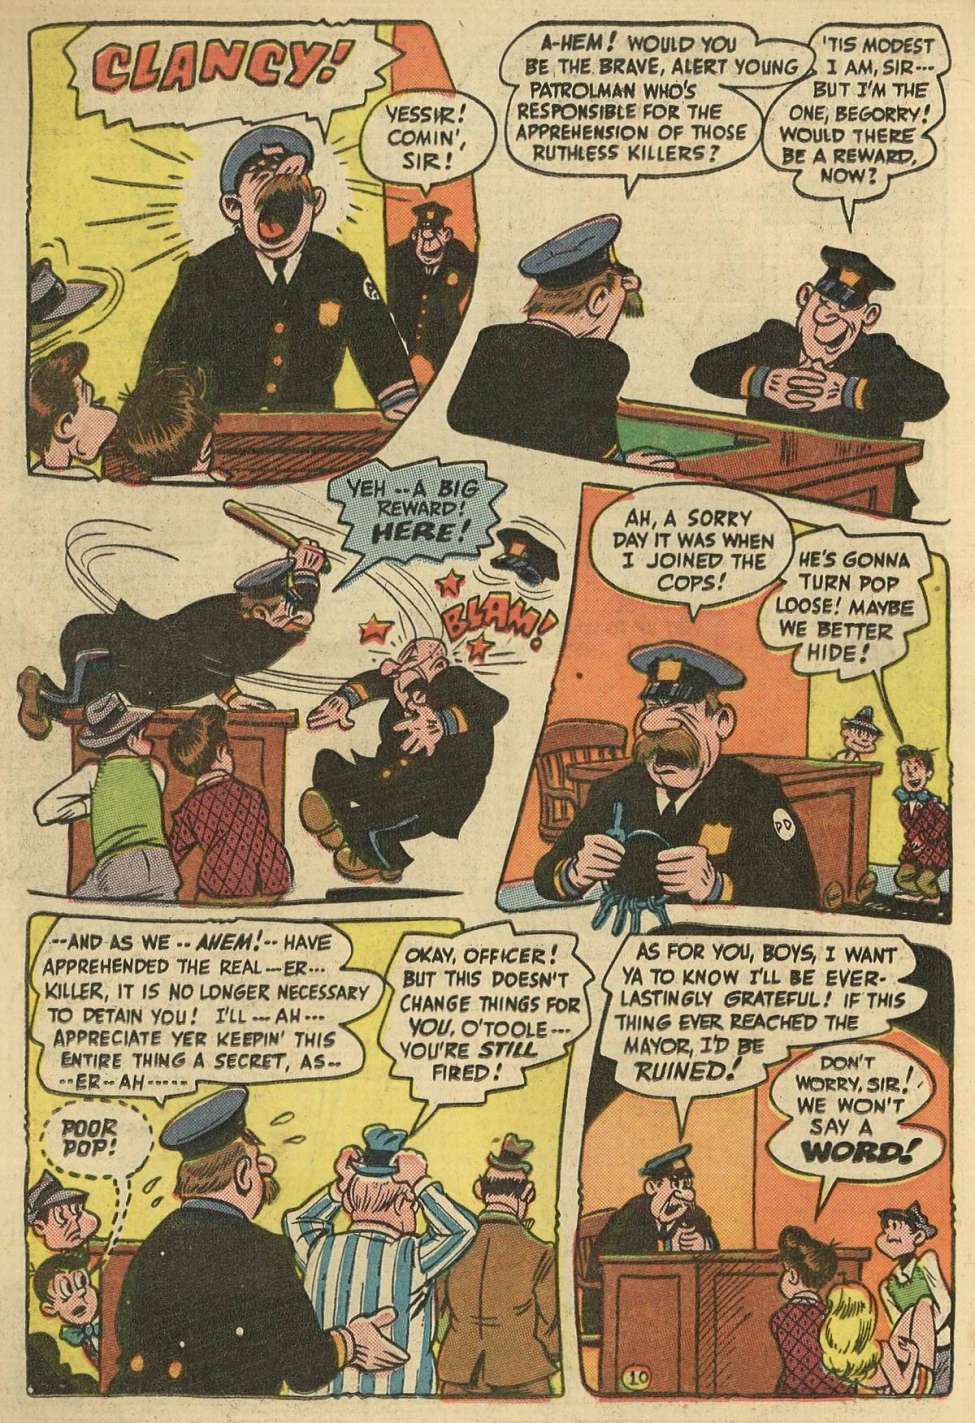 CLANCY!
YESSIR!
COMIN',
SIR!
A-HEM! WOULD YOU
BE THE BRAVE, ALERT YOUNG
PATROLMAN WHO'S
RESPONSIBLE FOR THE
APPREHENSION OF THOSE
RUTHLESS KILLERS?
'TIS MODEST
I AM, SIR---
BUT I'M THE
ONE, BEGORRY!
WOULD THERE
BE A REWARD,
NOW?
YEH -- A BIG
REWARD!
HERE!
BLAM!
AH, A SORRY
DAY IT WAS WHEN
I JOINED THE
COPS!
HE'S GONNA
TURN POP
LOOSE! MAYBE
WE BETTER
HIDE!
PD
--AND AS WE -- AHEM!-- HAVE
APPREHENDED THE REAL --ER---
KILLER, IT IS NO LONGER NECESSARY
TO DETAIN YOU! I'LL -- AH---
APPRECIATE YER KEEPIN' THIS
ENTIRE THING A SECRET, AS--
--ER-- AH-----
POOR
POP!
OKAY, OFFICER!
BUT THIS DOESN'T
CHANGE THINGS FOR
YOU, O'TOOLE---
YOU'RE STILL
FIRED!
AS FOR YOU, BOYS, I WANT
YA TO KNOW I'LL BE EVER-
LASTINGLY GRATEFUL! IF THIS
THING EVER REACHED THE
MAYOR, I'D BE
RUINED!
DON'T
WORRY, SIR!
WE WON'T
SAY A
WORD!
10